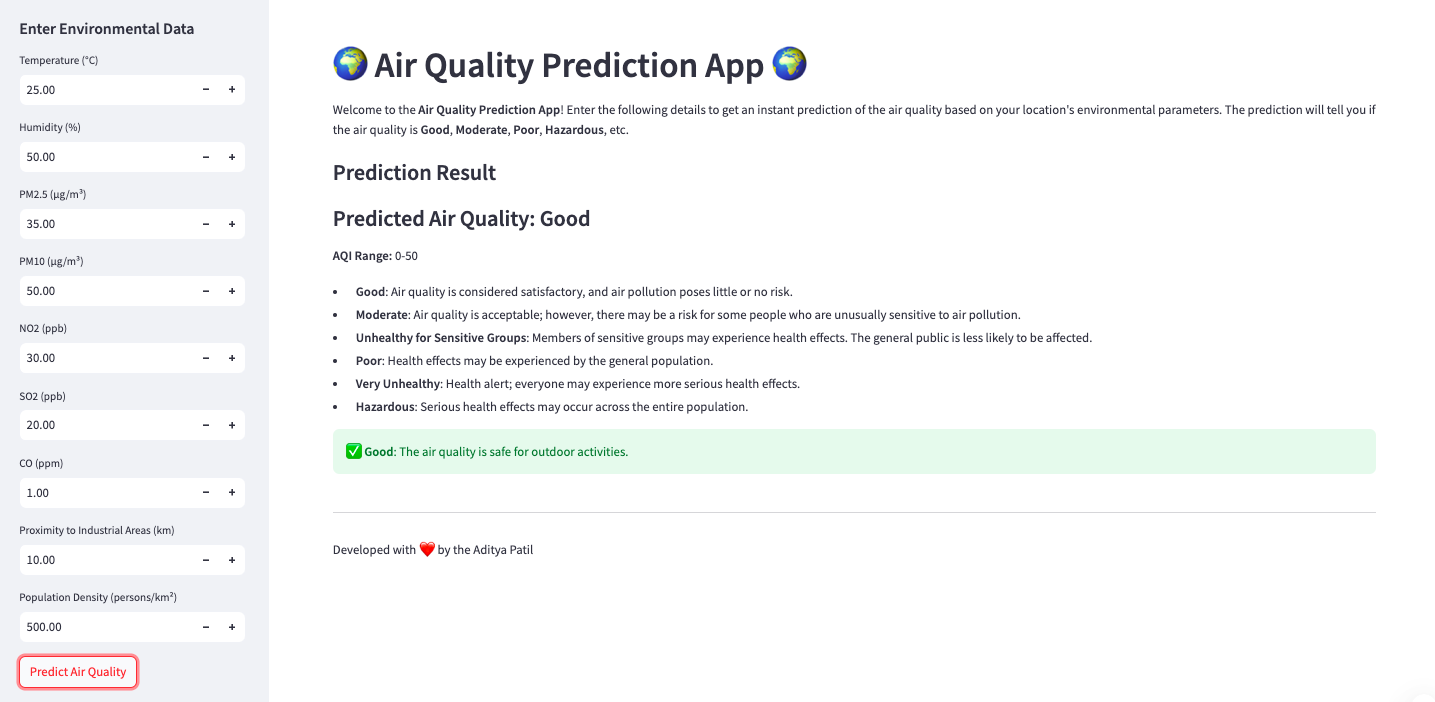 Enter Environmental Data
Temperature (°C)
25.00
Humidity (%)
50.00
PM2.5 (µg/m³)
35.00
PM10 (µg/m³)
50.00
NO2 (ppb)
30.00
SO2 (ppb)
20.00
CO (ppm)
1.00
Proximity to Industrial Areas (km)
10.00
Population Density (persons/km²)
500.00
Predict Air Quality
🌍 Air Quality Prediction App 🌍
Welcome to the Air Quality Prediction App! Enter the following details to get an instant prediction of the air quality based on your location's environmental parameters. The prediction will tell you if
the air quality is Good, Moderate, Poor, Hazardous, etc.
Prediction Result
Predicted Air Quality: Good
AQI Range: 0-50
• Good: Air quality is considered satisfactory, and air pollution poses little or no risk.
• Moderate: Air quality is acceptable; however, there may be a risk for some people who are unusually sensitive to air pollution.
• Unhealthy for Sensitive Groups: Members of sensitive groups may experience health effects. The general public is less likely to be affected.
• Poor: Health effects may be experienced by the general population.
• Very Unhealthy: Health alert; everyone may experience more serious health effects.
• Hazardous: Serious health effects may occur across the entire population.
✅ Good: The air quality is safe for outdoor activities.
Developed with ❤️ by the Aditya Patil